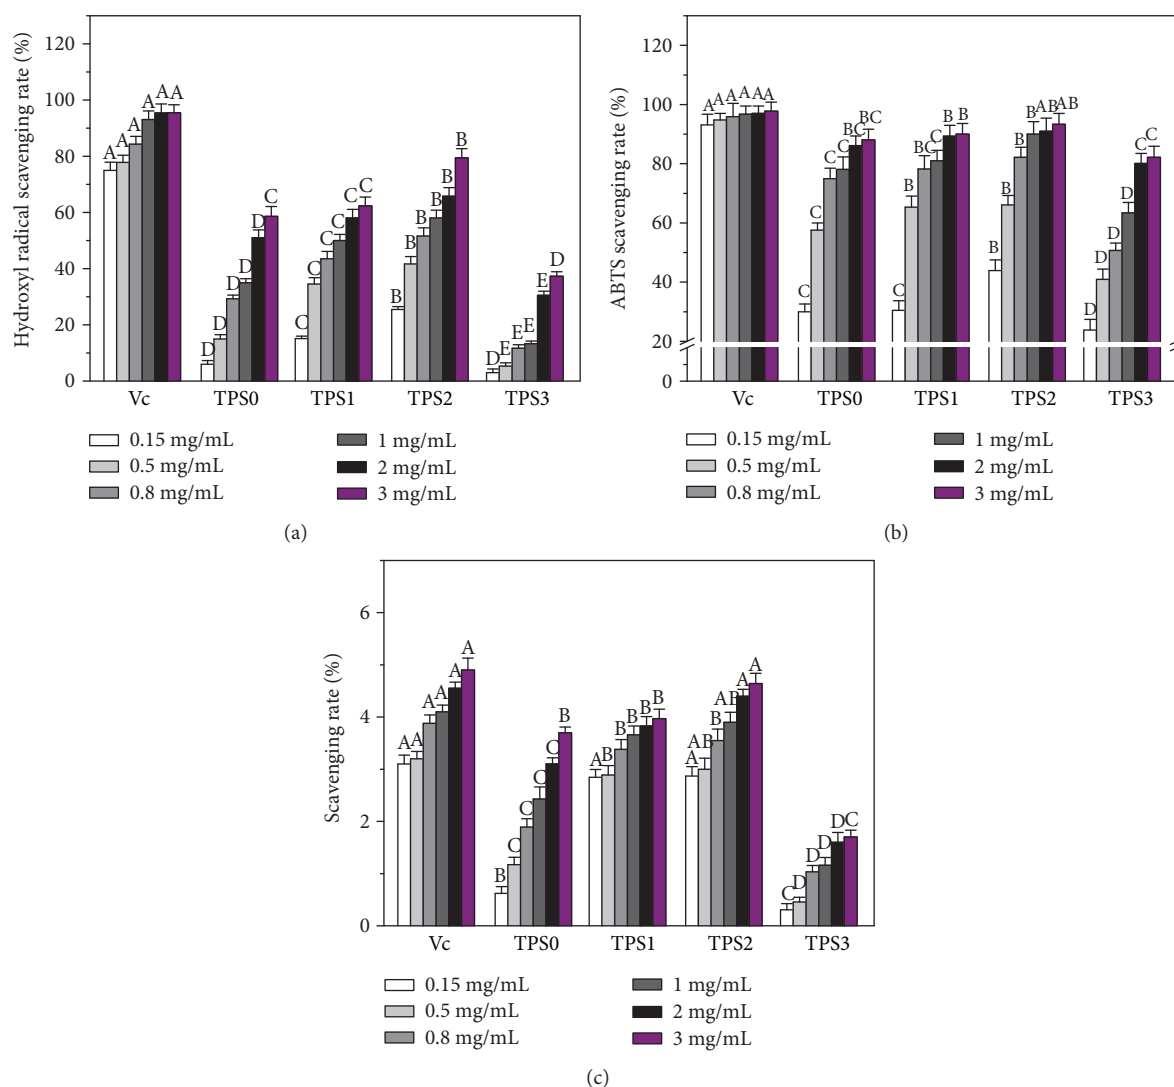 Hydroxyl radical scavenging rate (%)
120
100
80
60
40
20
0
A A A A A A
D D D D D C
C C C C C C
B B B B B B
D E E E E D
Vc TPS0 TPS1 TPS2 TPS3
0.15 mg/mL
0.5 mg/mL
0.8 mg/mL
1 mg/mL
2 mg/mL
3 mg/mL
(a)
ABTS scavenging rate (%)
120
100
80
60
40
20
0
A A A A A A
C C C C BC BC
C B BC C B B
B B B B AB AB
D D D D C C
Vc TPS0 TPS1 TPS2 TPS3
0.15 mg/mL
0.5 mg/mL
0.8 mg/mL
1 mg/mL
2 mg/mL
3 mg/mL
(b)
Scavenging rate (%)
6
4
2
0
A A A A A A
B C C C C B
A B B B B B
A AB B AB A A
C D D D D C
Vc TPS0 TPS1 TPS2 TPS3
0.15 mg/mL
0.5 mg/mL
0.8 mg/mL
1 mg/mL
2 mg/mL
3 mg/mL
(c)